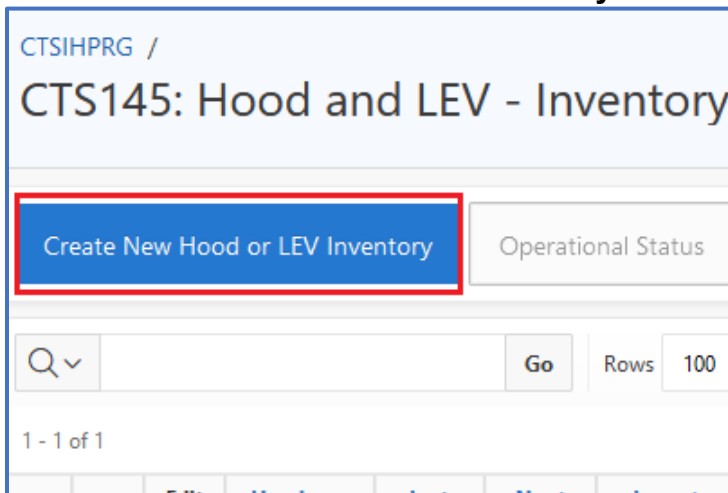 CTSIHPRG /
CTS145: Hood and LEV - Inventory
Create New Hood or LEV Inventory
Operational Status
Go Rows 100
1 - 1 of 1